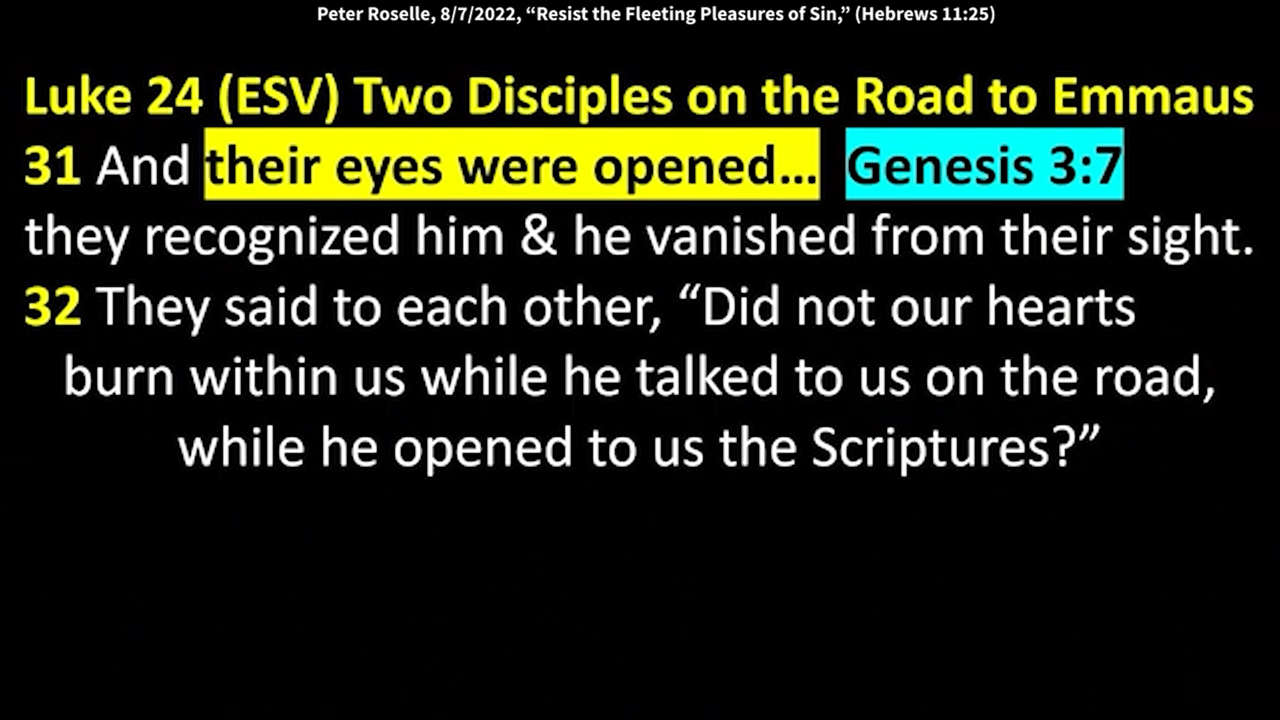 Peter Roselle, 8/7/2022, “Resist the Fleeting Pleasures of Sin,” (Hebrews 11:25)
Luke 24 (ESV) Two Disciples on the Road to Emmaus
31 And their eyes were opened... Genesis 3:7
they recognized him & he vanished from their sight.
32 They said to each other, “Did not our hearts
burn within us while he talked to us on the road,
while he opened to us the Scriptures?”